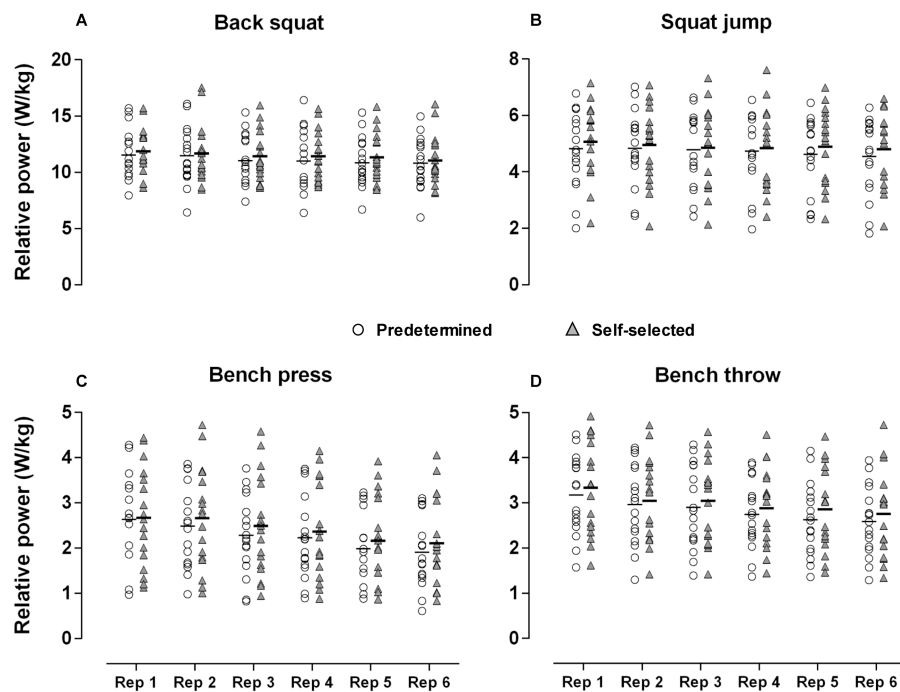 A
Back squat
Relative power (W/kg)
20
15
10
5
0
B
Squat jump
8
6
4
2
0
Predetermined
Self-selected
C
Bench press
Relative power (W/kg)
5
4
3
2
1
0
Rep 1 Rep 2 Rep 3 Rep 4 Rep 5 Rep 6
D
Bench throw
5
4
3
2
1
0
Rep 1 Rep 2 Rep 3 Rep 4 Rep 5 Rep 6